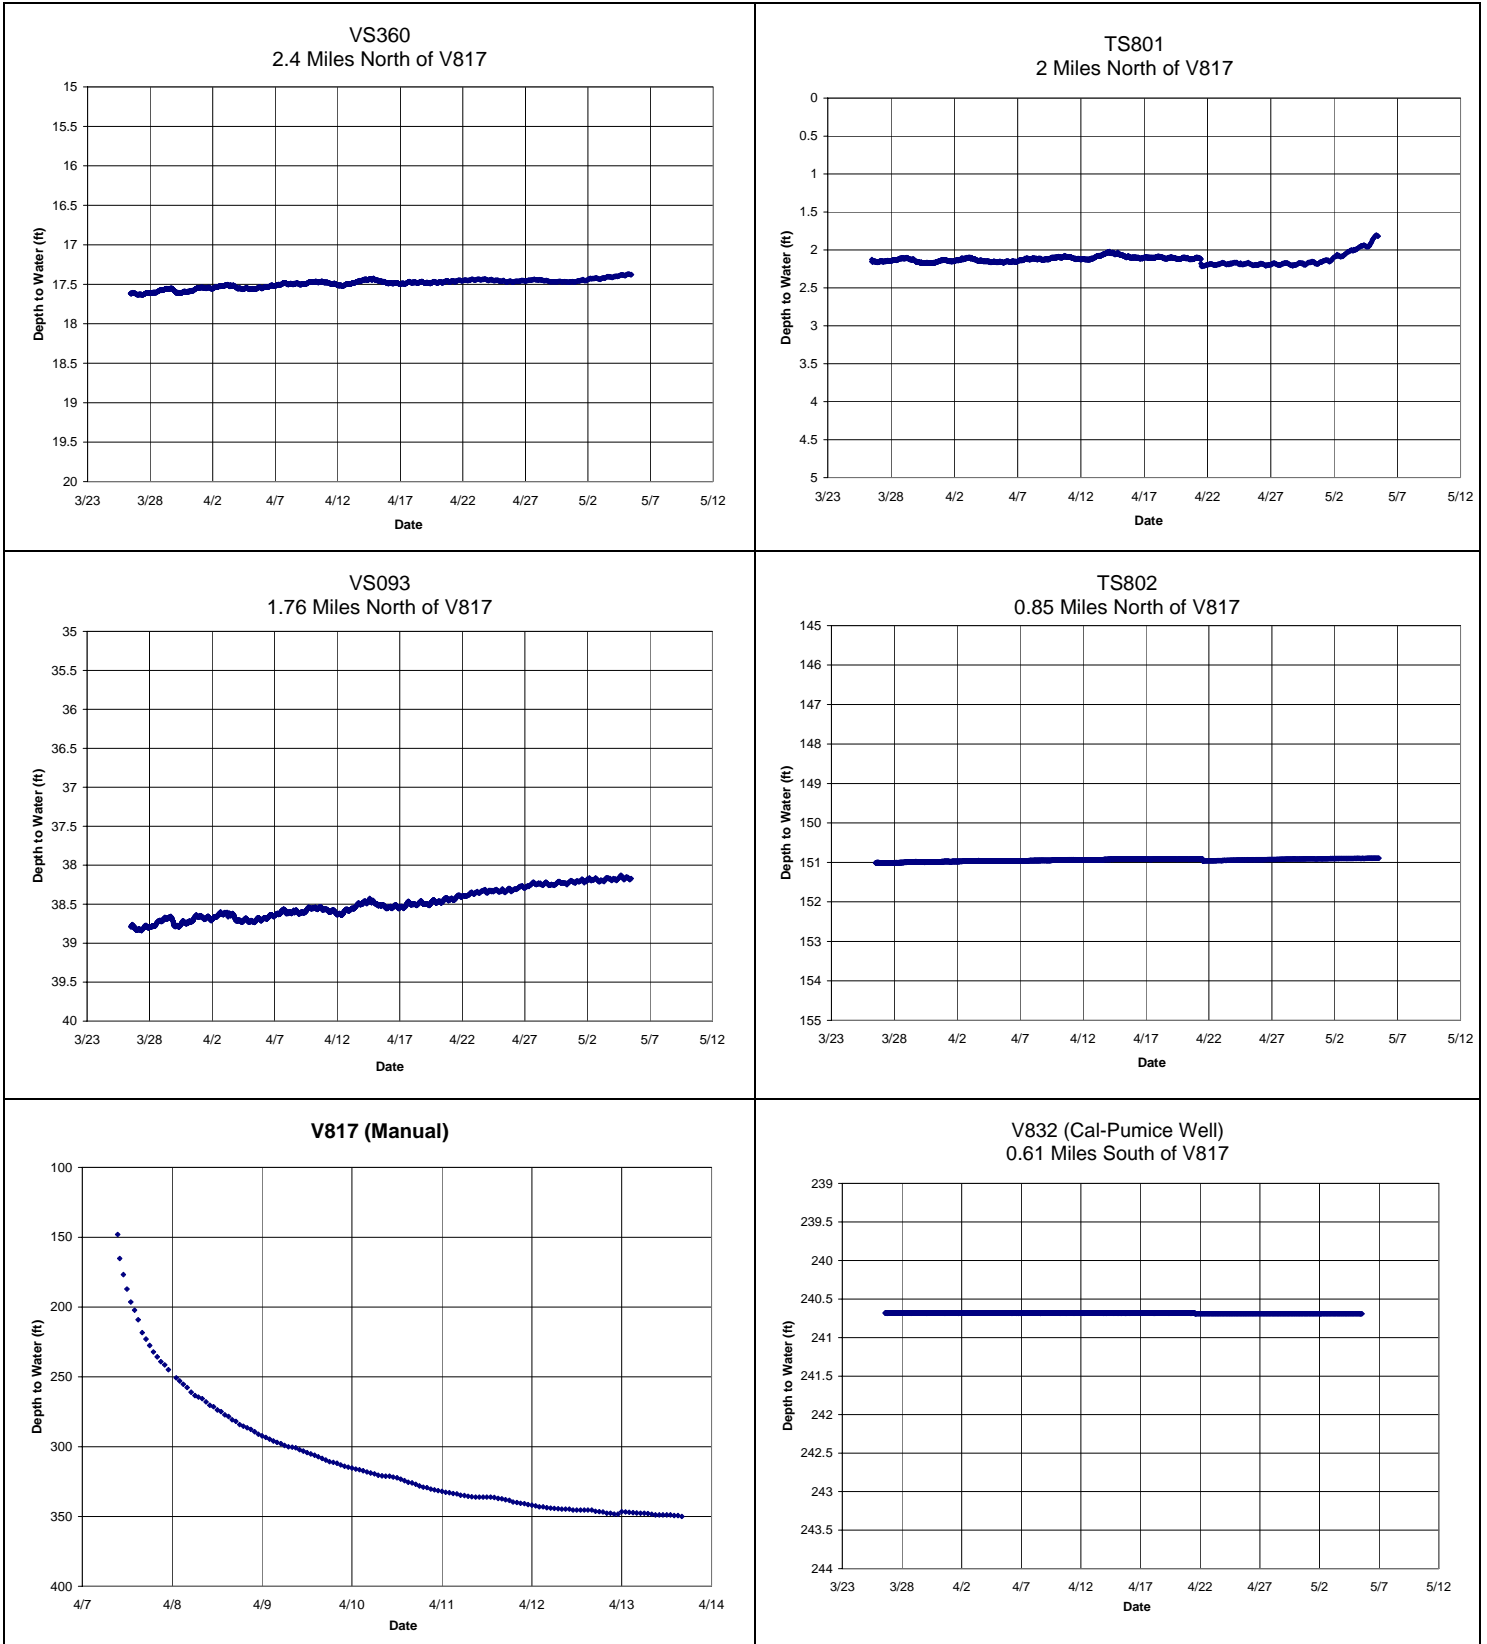 VS360
2.4 Miles North of V817
15
15.5
16
16.5
17
17.5
18
18.5
19
19.5
20
3/23 3/28 4/2 4/7 4/12 4/17 4/22 4/27 5/2 5/7 5/12
Depth to Water (ft)
Date
TS801
2 Miles North of V817
0
0.5
1
1.5
2
2.5
3
3.5
4
4.5
5
3/23 3/28 4/2 4/7 4/12 4/17 4/22 4/27 5/2 5/7 5/12
Depth to Water (ft)
Date
VS093
1.76 Miles North of V817
35
35.5
36
36.5
37
37.5
38
38.5
39
39.5
40
3/23 3/28 4/2 4/7 4/12 4/17 4/22 4/27 5/2 5/7 5/12
Depth to Water (ft)
Date
TS802
0.85 Miles North of V817
145
146
147
148
149
150
151
152
153
154
155
3/23 3/28 4/2 4/7 4/12 4/17 4/22 4/27 5/2 5/7 5/12
Depth to Water (ft)
Date
V817 (Manual)
100
150
200
250
300
350
400
4/7 4/8 4/9 4/10 4/11 4/12 4/13 4/14
Depth to Water (ft)
Date
V832 (Cal-Pumice Well)
0.61 Miles South of V817
239
239.5
240
240.5
241
241.5
242
242.5
243
243.5
244
3/23 3/28 4/2 4/7 4/12 4/17 4/22 4/27 5/2 5/7 5/12
Depth to Water (ft)
Date